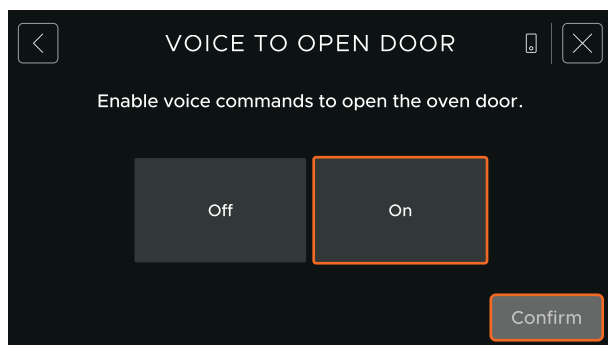 VOICE TO OPEN DOOR
Enable voice commands to open the oven door.
Off
On
Confirm